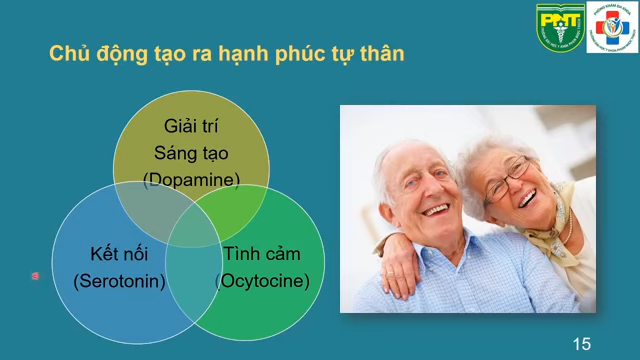 PNT
Chủ động tạo ra hạnh phúc tự thân
Giải trí
Sáng tạo
(Dopamine)
Kết nối
(Serotonin)
Tình cảm
(Ocytocine)
15